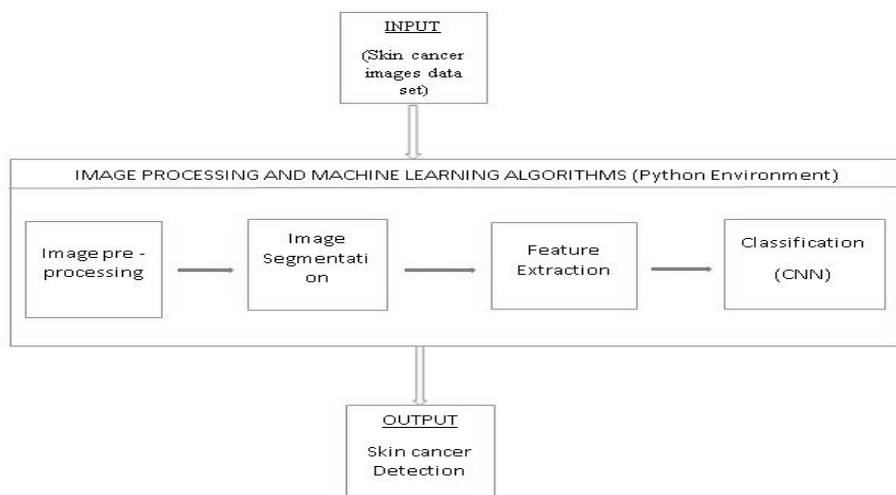 INPUT
(Skin cancer
images data
set)
IMAGE PROCESSING AND MACHINE LEARNING ALGORITHMS (Python Environment)
Image pre -
processing
Image
Segmentati
on
Feature
Extraction
Classification
(CNN)
OUTPUT
Skin cancer
Detection